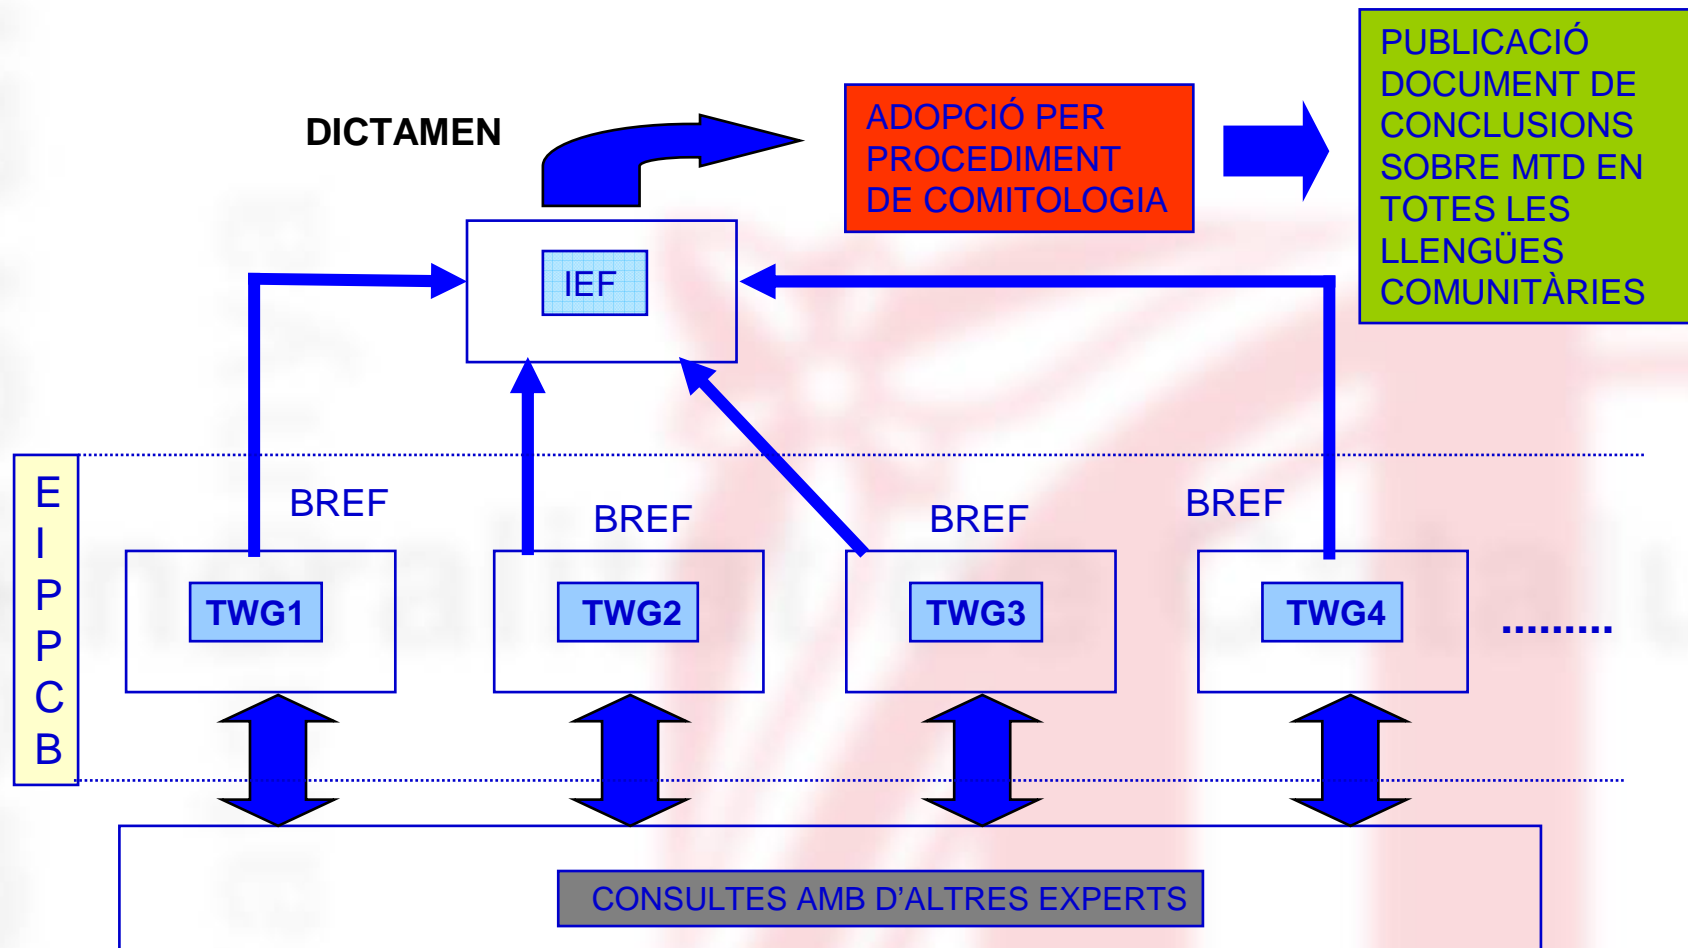 DICTAMEN
ADOPCIÓ PER
PROCEDIMENT
DE COMITOLOGIA
PUBLICACIÓ
DOCUMENT DE
CONCLUSIONS
SOBRE MTD EN
TOTES LES
LLENGÜES
COMUNITÀRIES
IEF
E
I
P
P
C
B
BREF
BREF
BREF
BREF
TWG1
TWG2
TWG3
TWG4
.........
CONSULTES AMB D'ALTRES EXPERTS